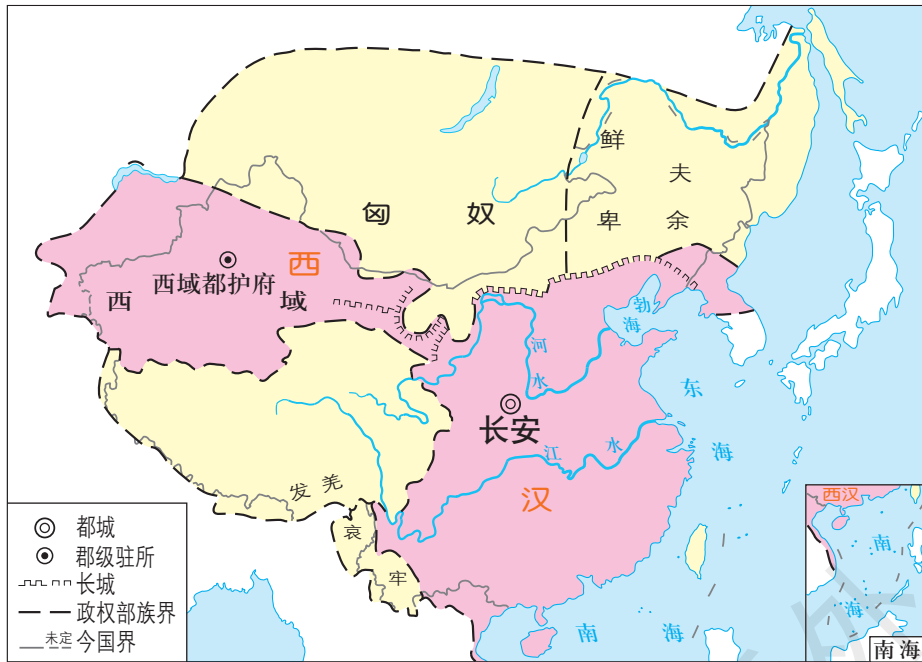 鲜卑
夫余
匈奴
西汉
西域
西域都护府
勃海
河水
长安
东海
江水
发羌
哀牢
南海
都城
郡级驻所
长城
政权部族界
未定 今国界
西汉
南海
南海